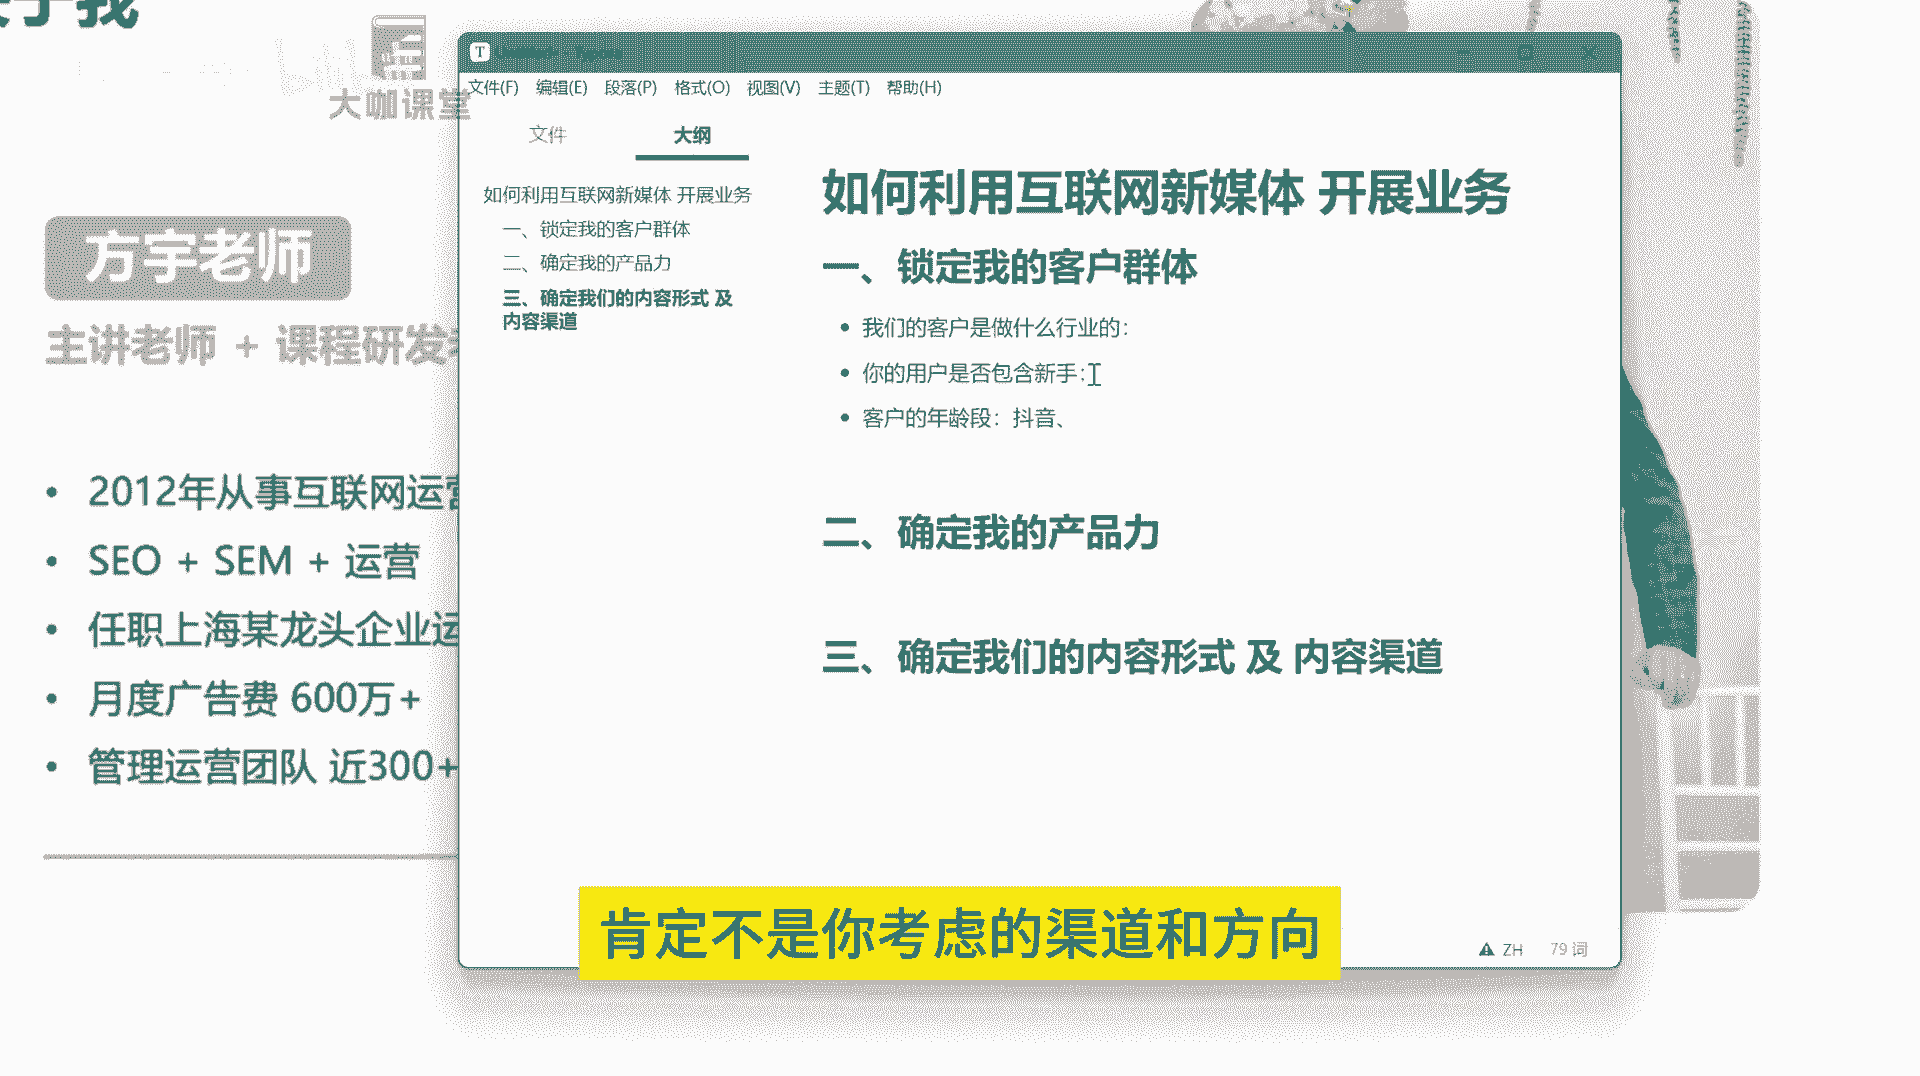 大咖课堂
方宇老师
主讲老师 + 课程研发
2012年从事互联网运营
SEO + SEM + 运营
任职上海某龙头企业运
月度广告费 600万+
管理运营团队 近300+
文件(F) 编辑(E) 段落(P) 格式(O) 视图(V) 主题(T) 帮助(H)
文件 大纲
如何利用互联网新媒体 开展业务
一、锁定我的客户群体
二、确定我的产品力
三、确定我们的内容形式 及
内容渠道
如何利用互联网新媒体 开展业务
一、锁定我的客户群体
我们的客户是做什么行业的：
你的用户是否包含新手；
客户的年龄段：抖音、
二、确定我的产品力
三、确定我们的内容形式 及 内容渠道
肯定不是你考虑的渠道和方向
ZH 79 词